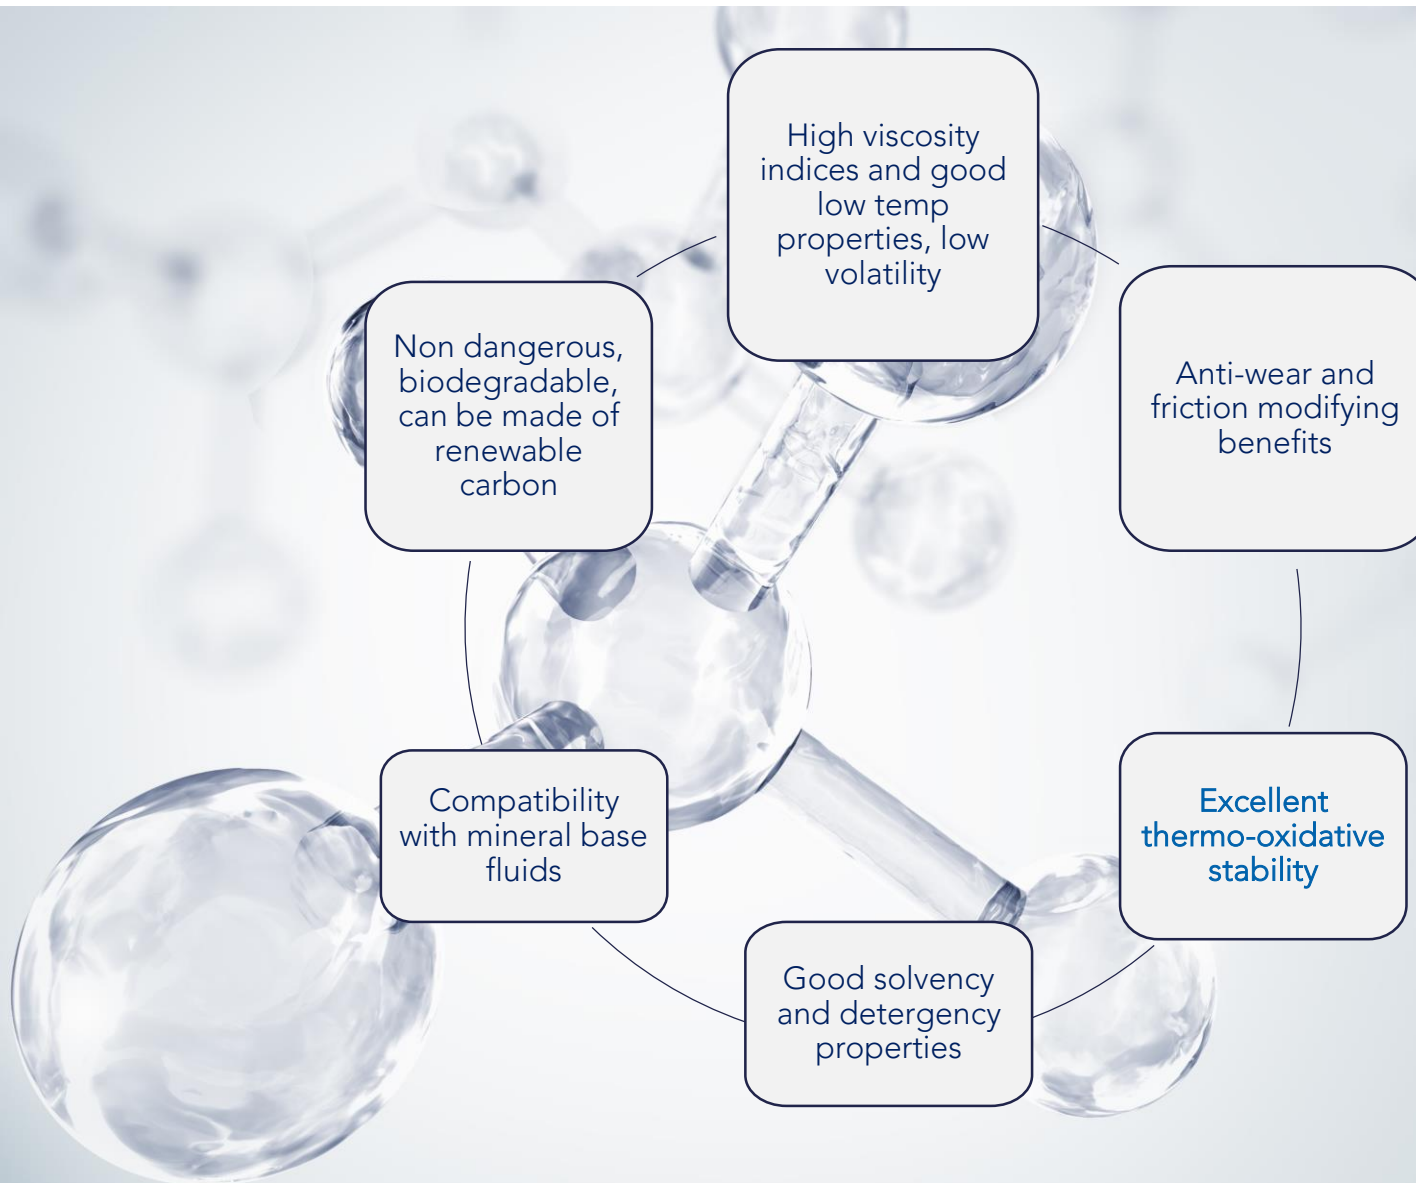 High viscosity
indices and good
low temp
properties, low
volatility
Anti-wear and
friction modifying
benefits
Excellent
thermo-oxidative
stability
Good solvency
and detergency
properties
Compatibility
with mineral base
fluids
Non dangerous,
biodegradable,
can be made of
renewable
carbon